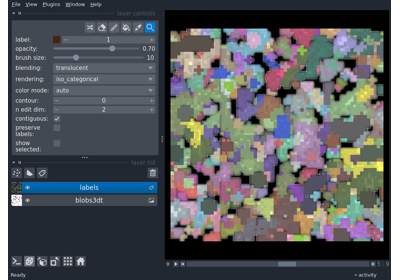 File View Plugins Window Help
layer controls
label: 1
opacity: 0.70
brush size: 10
blending: translucent
rendering: iso_categorical
color mode: auto
contour: 0
n edit dim: 2
contiguous:
preserve
labels:
show
selected:
layer list
labels
blobs3dt
Ready
activity